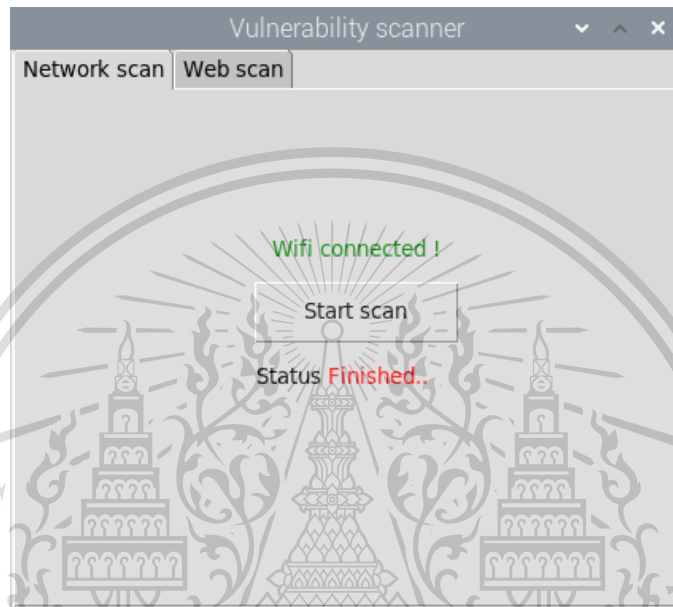 Vulnerability scanner
Network scan Web scan
Wifi connected !
Start scan
Status Finished..